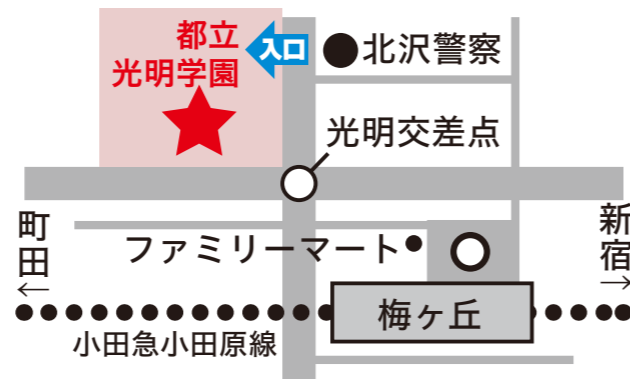 都立
光明学園
入口
●北沢警察
光明交差点
町田
←
新宿
→
ファミリーマート●
梅ヶ丘
小田急小田原線